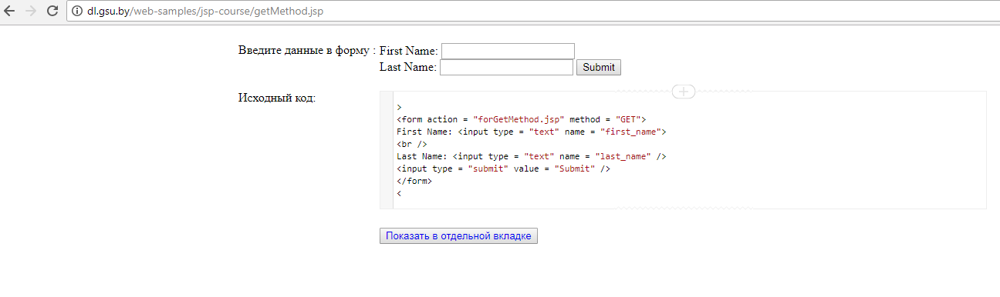 dl.gsu.by/web-samples/jsp-course/getMethod.jsp
Введите данные в форму : First Name:
Last Name: Submit
Исходный код:
>
<form action = "forGetMethod.jsp" method = "GET">
First Name: <input type = "text" name = "first_name">
<br />
Last Name: <input type = "text" name = "last_name" />
<input type = "submit" value = "Submit" />
</form>
<
Показать в отдельной вкладке